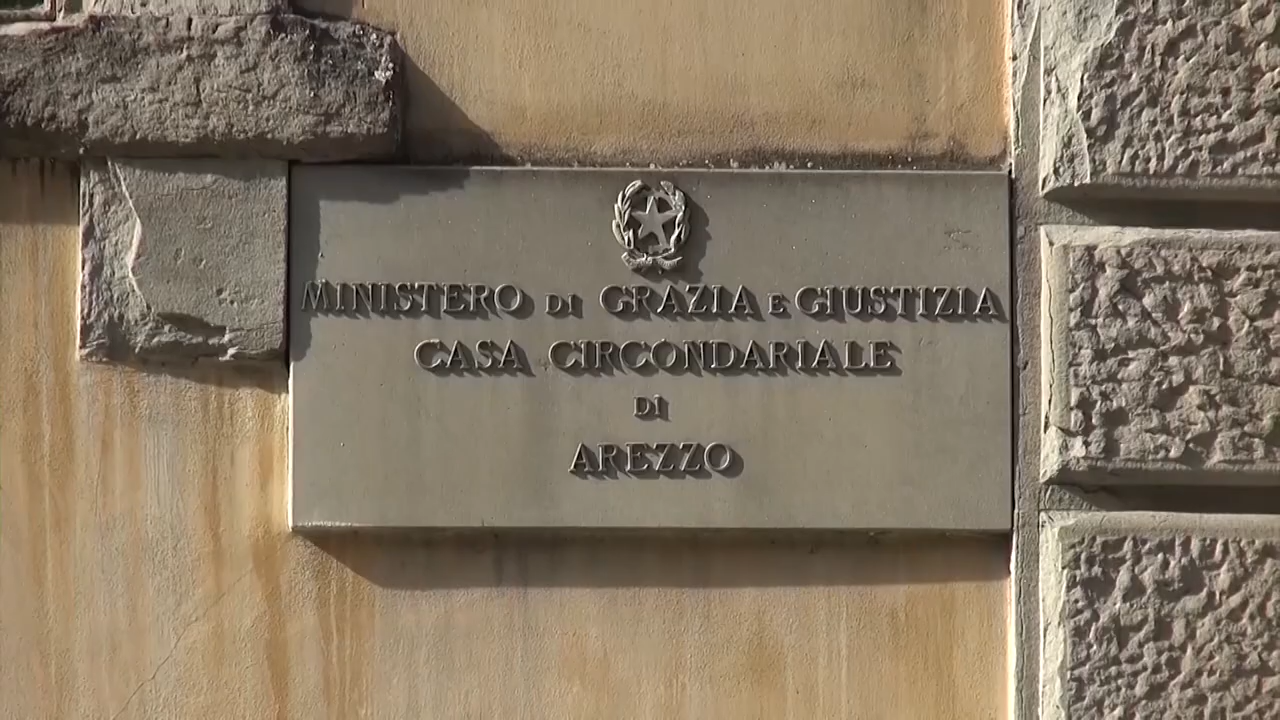 MINISTERO DI GRAZIA E GIUSTIZIA
CASA CIRCONDARIALE
DI
AREZZO